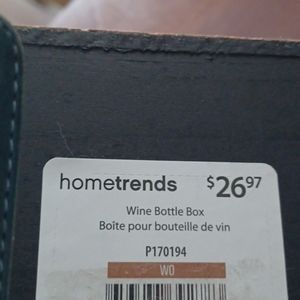 hometrends $26.97
Wine Bottle Box
Boîte pour bouteille de vin
P170194
WO